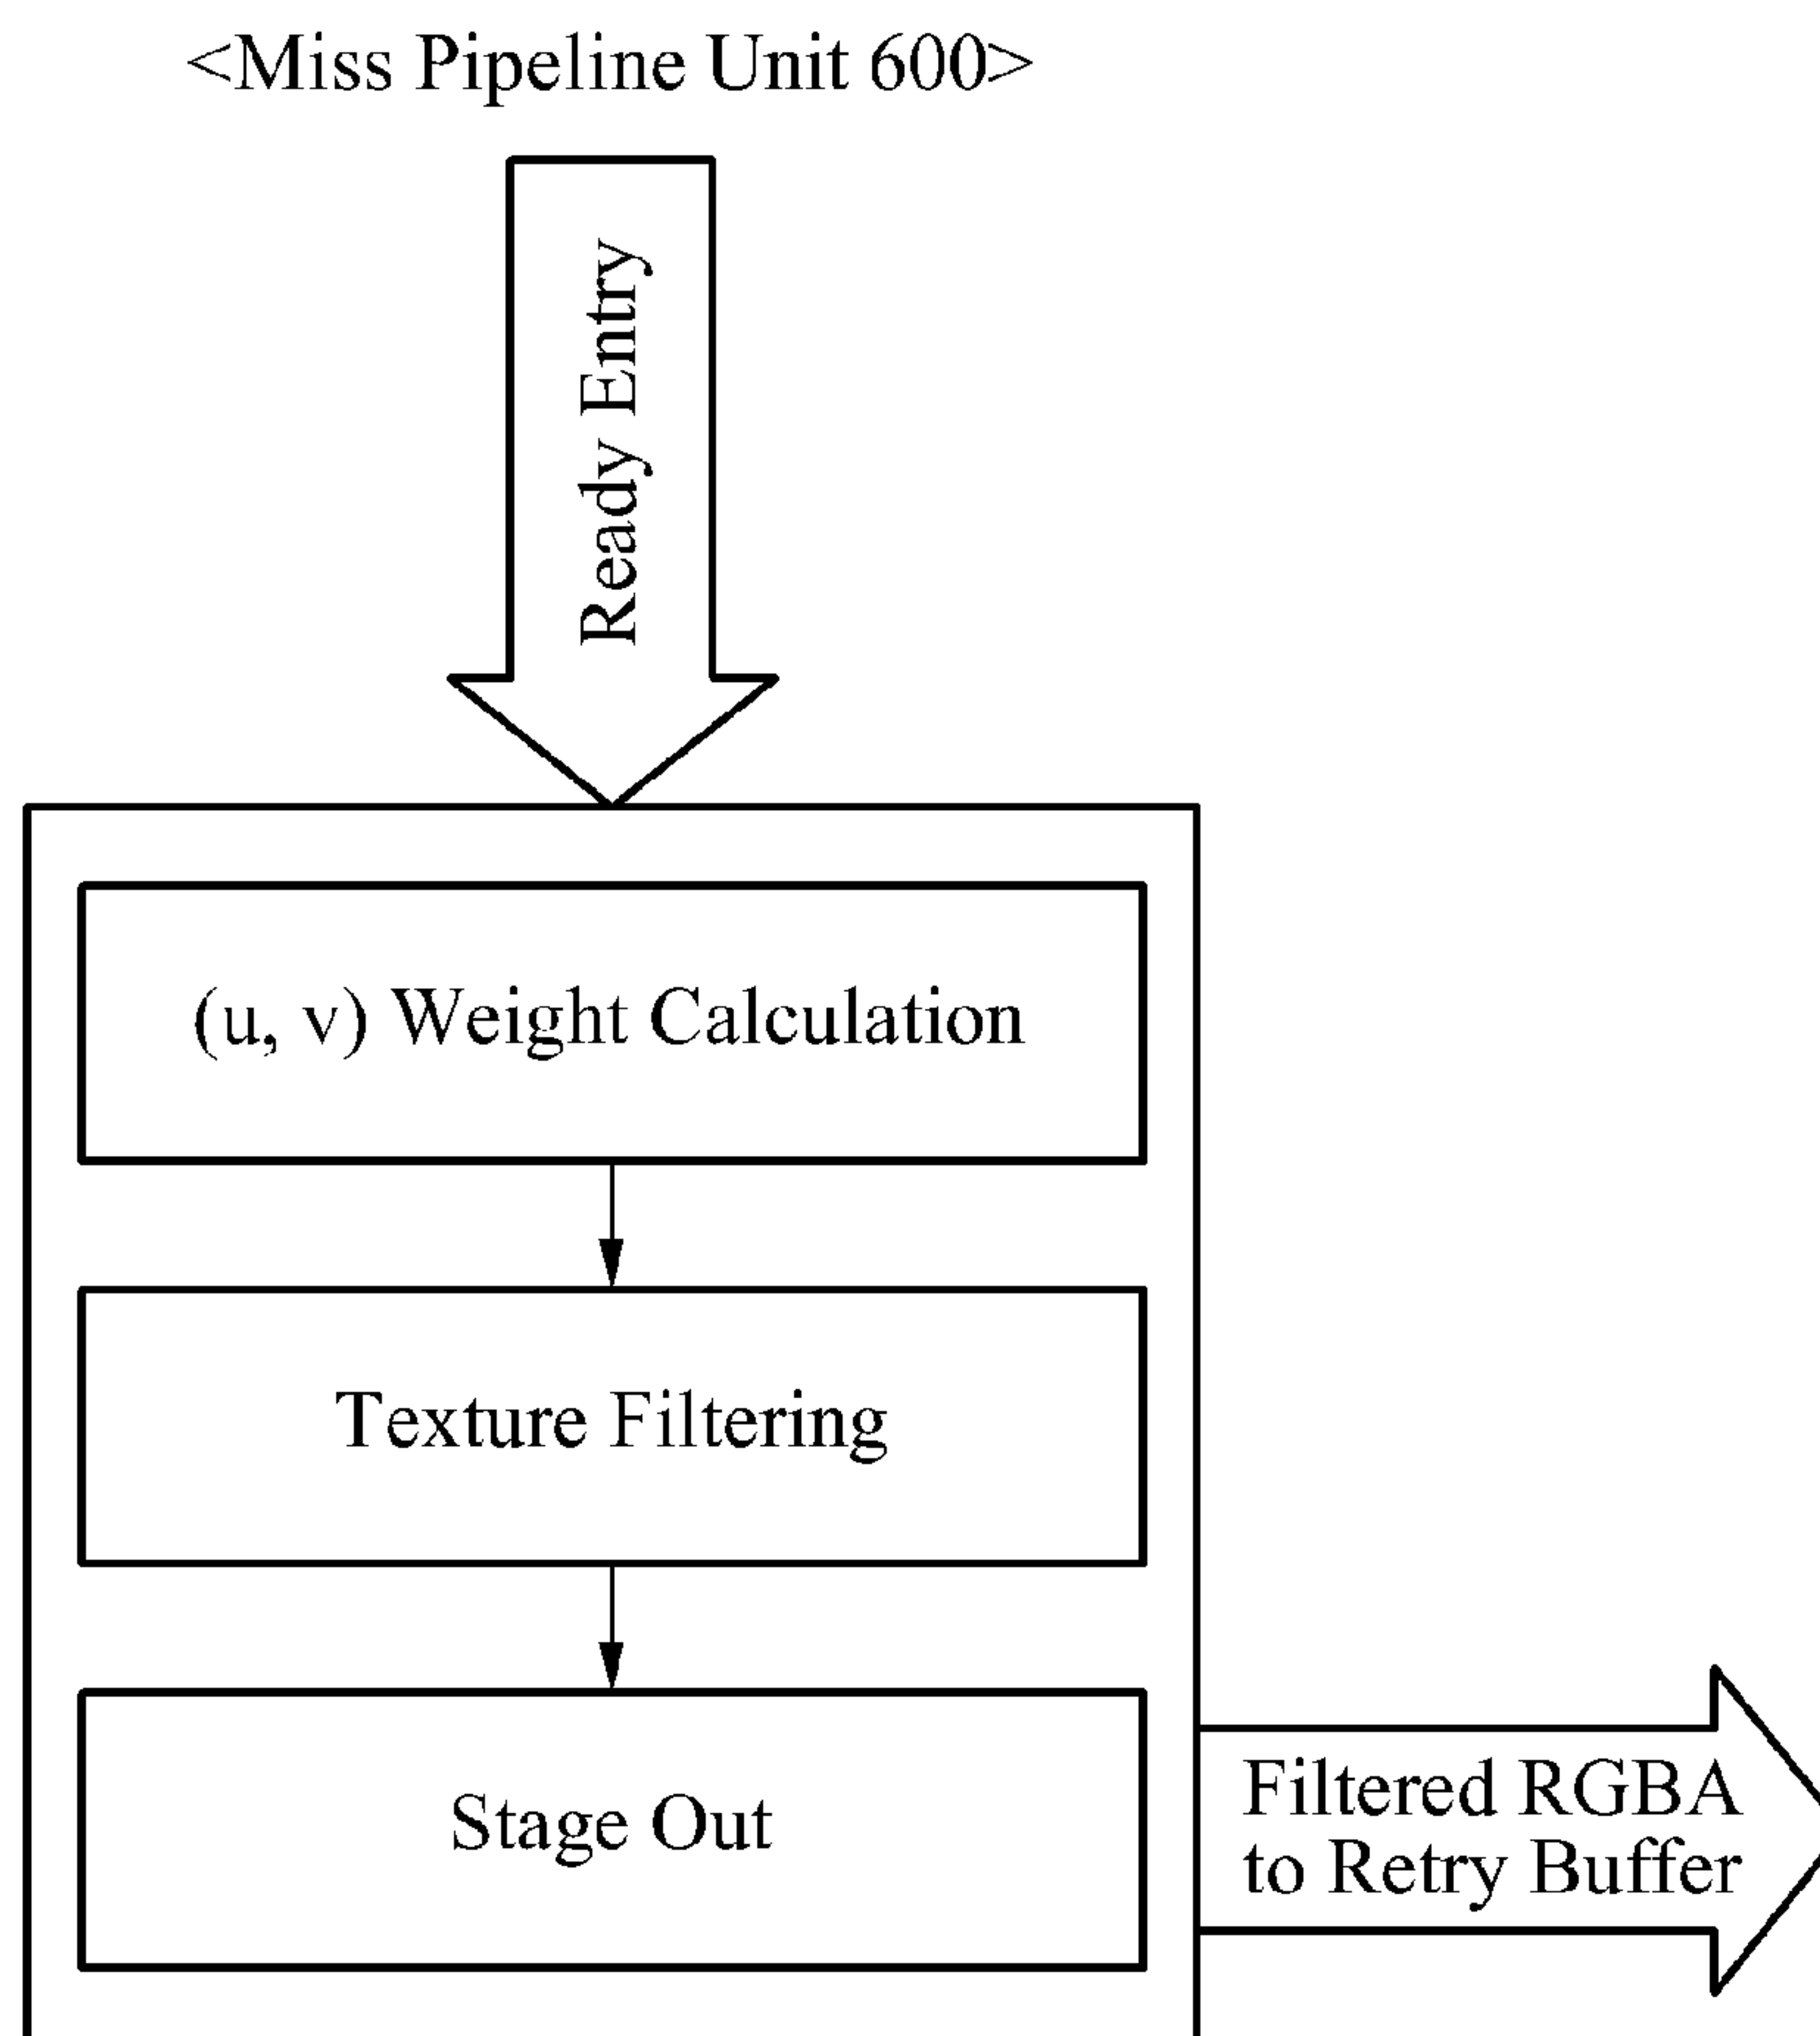 <Miss Pipeline Unit 600>
Ready Entry
(u, v) Weight Calculation
Texture Filtering
Stage Out
Filtered RGBA
to Retry Buffer